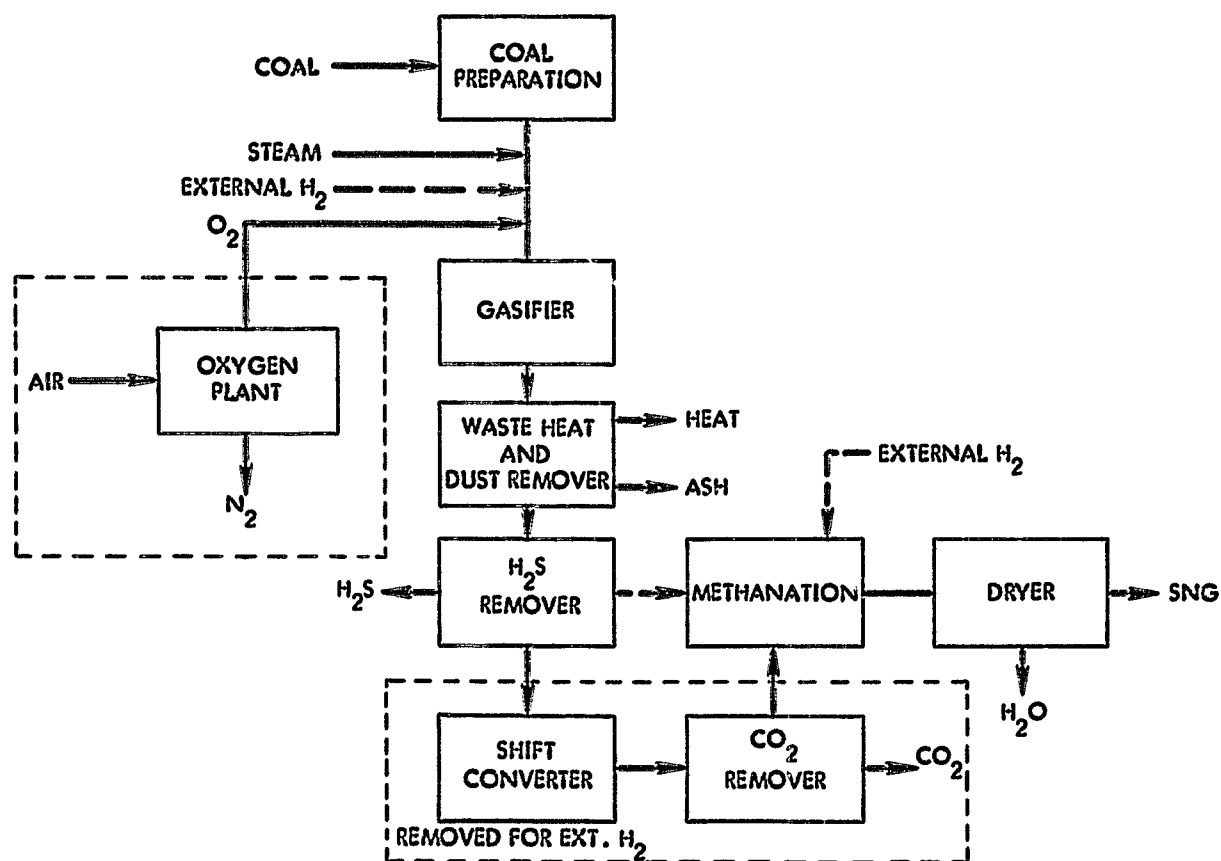 COAL
COAL
PREPARATION
STEAM
EXTERNAL H₂
O₂
GASIFIER
AIR
OXYGEN
PLANT
N₂
WASTE HEAT
AND
DUST REMOVER
HEAT
ASH
EXTERNAL H₂
H₂S
H₂S
REMOVER
METHANATION
DRYER
SNG
H₂O
SHIFT
CONVERTER
CO₂
REMOVER
CO₂
REMOVED FOR EXT. H₂